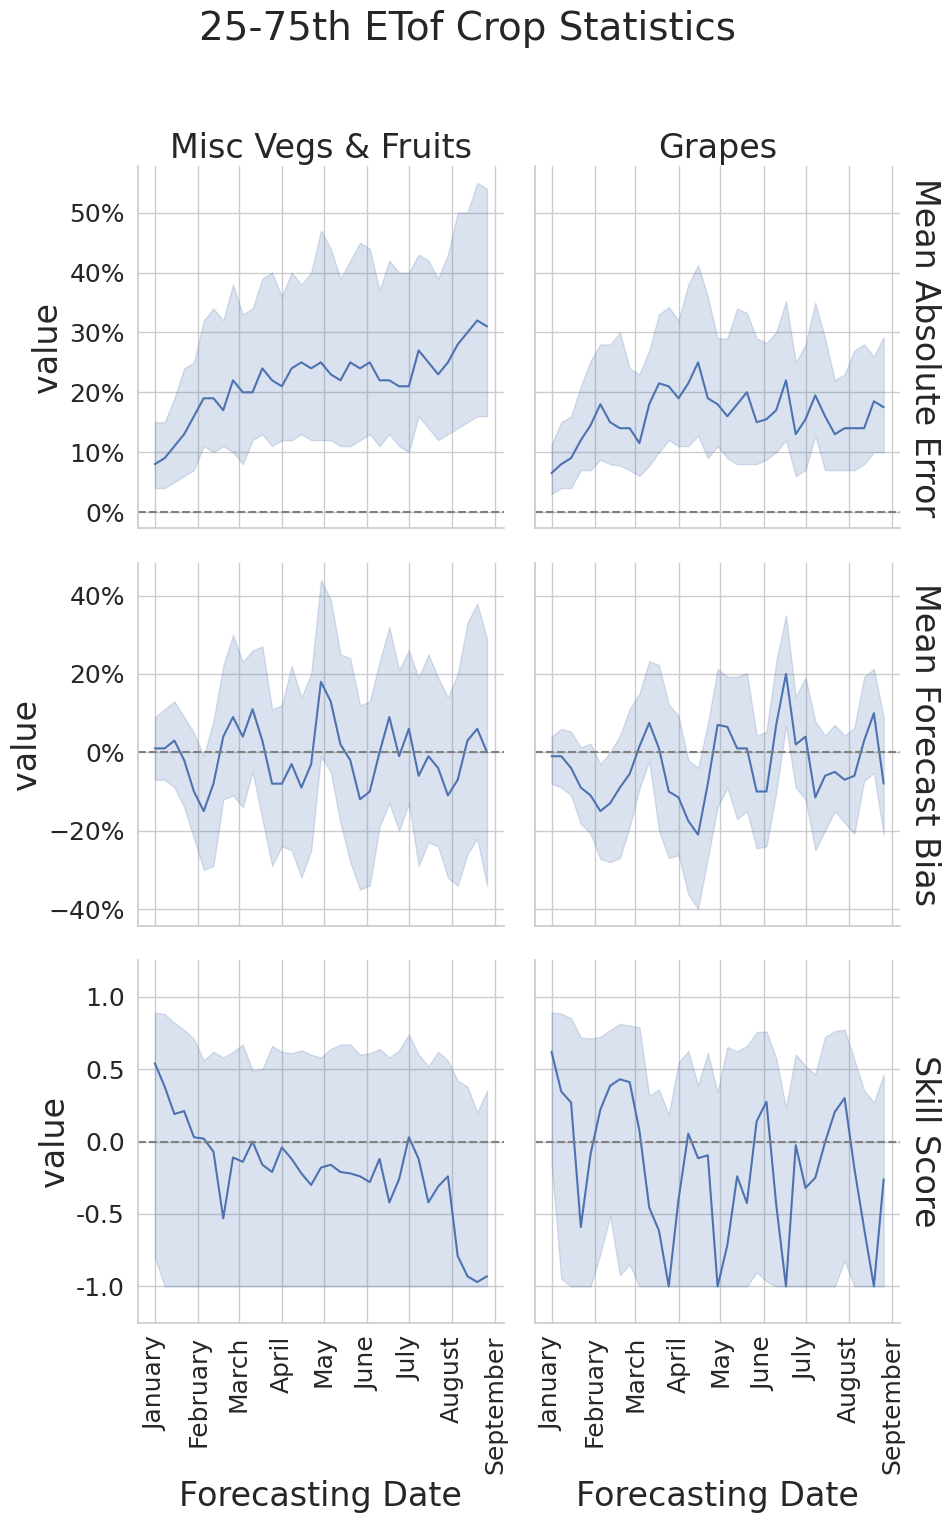 25-75th ETof Crop Statistics
Misc Vegs & Fruits
Grapes
50%
40%
30%
20%
10%
0%
value
Mean Absolute Error
40%
20%
0%
−20%
−40%
value
Mean Forecast Bias
1.0
0.5
0.0
-0.5
-1.0
value
Skill Score
January
February
March
April
May
June
July
August
September
January
February
March
April
May
June
July
August
September
Forecasting Date
Forecasting Date